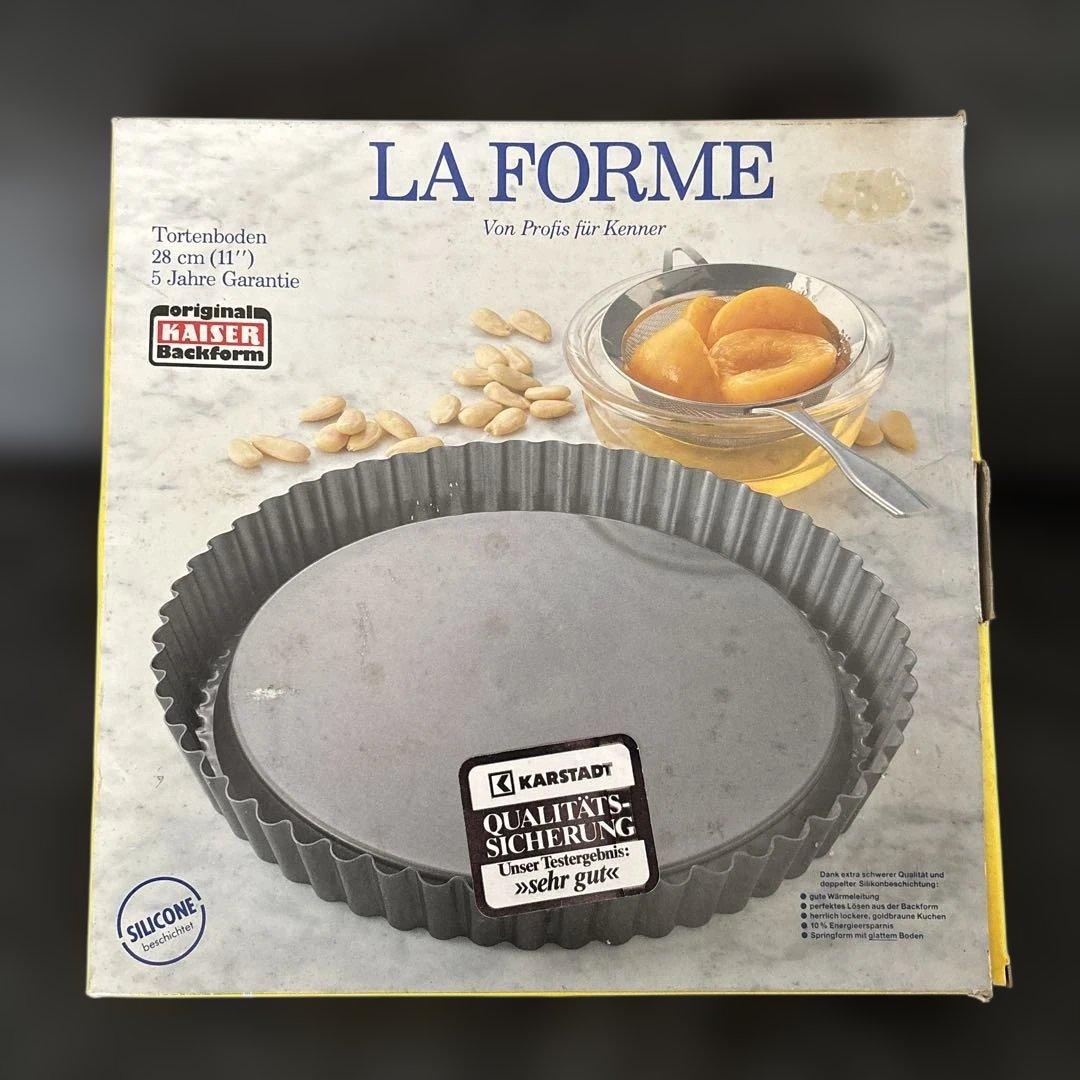 LA FORME
Von Profis für Kenner
Tortenboden
28 cm (11'')
5 Jahre Garantie
original
KAISER
Backform
KARSTADT
QUALITÄTS-
SICHERUNG
Unser Testergebnis:
»sehr gut«
SILICONE
beschichtet
Dank extra schwerer Qualität und
doppelter Silikonbeschichtung:
● gute Wärmeleitung
● perfektes Lösen aus der Backform
● herrlich lockere, goldbraune Kuchen
● 10 % Energieersparnis
● Springform mit glattem Boden